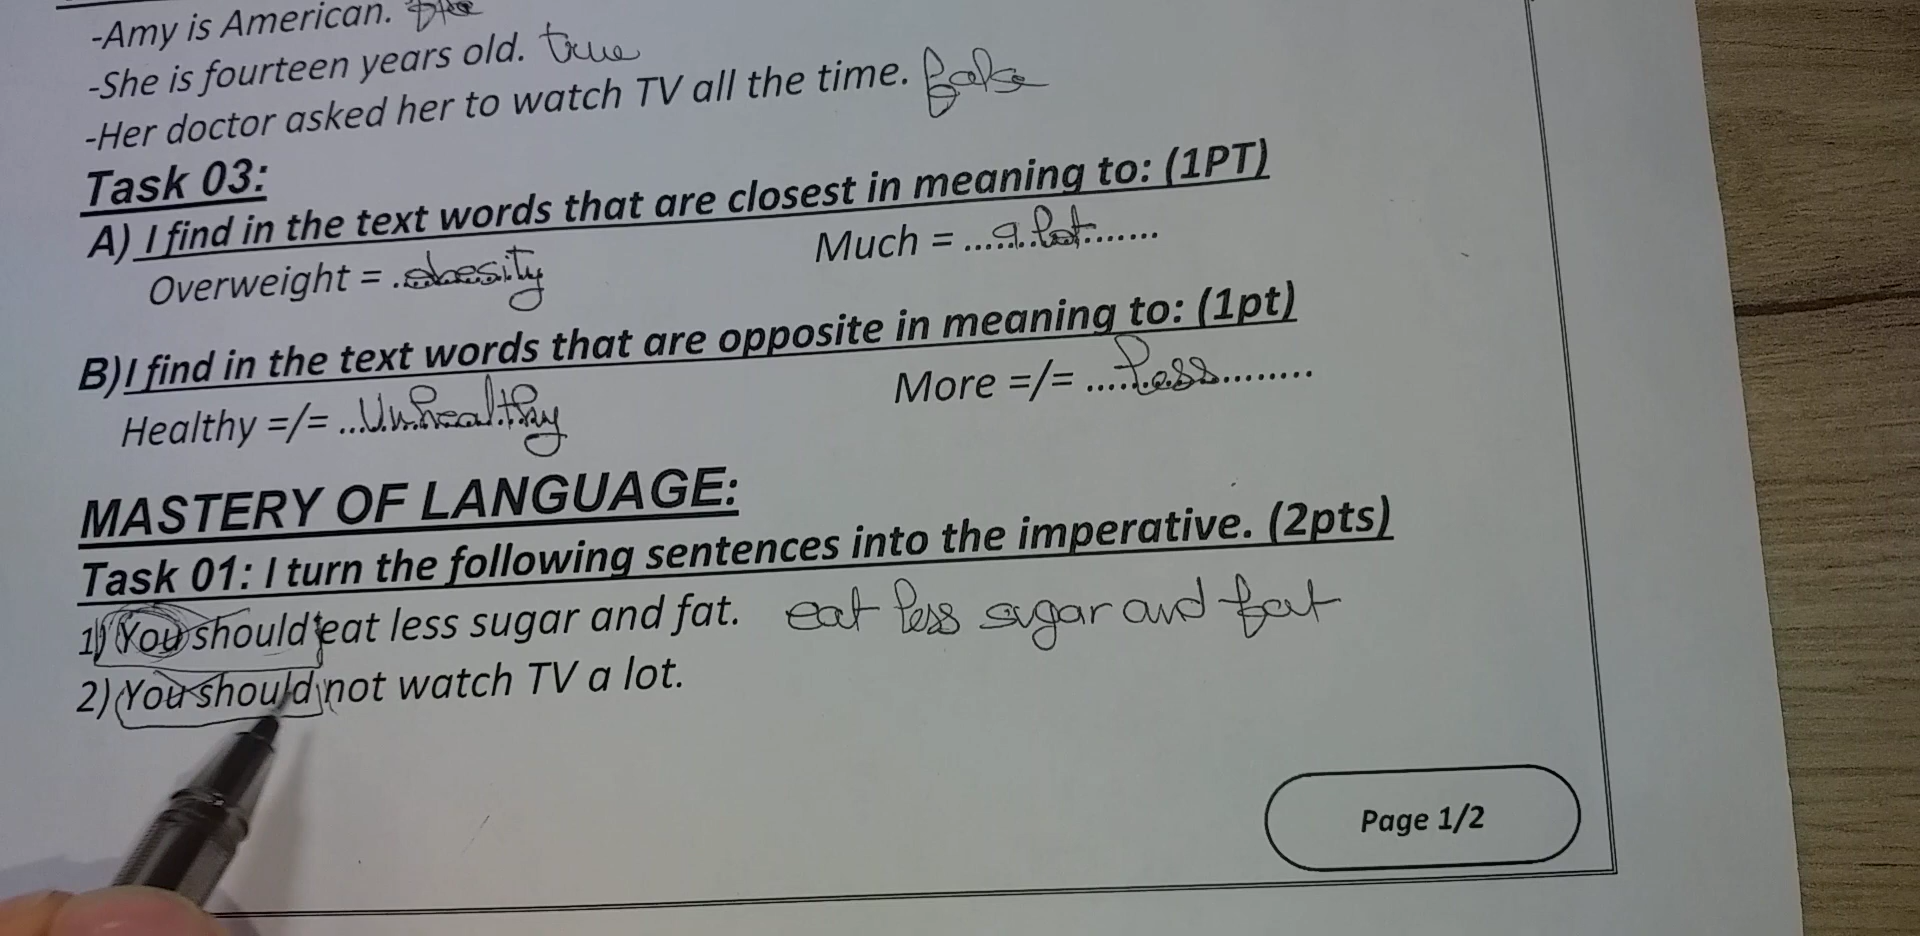 -Amy is American.
-She is fourteen years old. true
-Her doctor asked her to watch TV all the time. false
Task 03:
A) I find in the text words that are closest in meaning to: (1PT)
Overweight = .obesity Much = ......a lot.......
B)I find in the text words that are opposite in meaning to: (1pt)
Healthy =/= ...Unhealthy More =/= ......Less.........
MASTERY OF LANGUAGE:
Task 01: I turn the following sentences into the imperative. (2pts)
1) You should eat less sugar and fat. eat less sugar and fat
2) You should not watch TV a lot.
Page 1/2